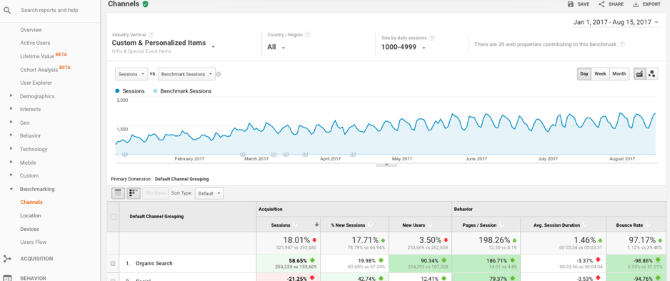 Search reports and help
Channels
SAVE
SHARE
EXPORT
Jan 1, 2017 - Aug 15, 2017
Overview
Active Users
Lifetime Value BETA
Cohort Analysis BETA
User Explorer
Demographics
Interests
Geo
Behavior
Technology
Mobile
Custom
Benchmarking
Channels
Location
Devices
Users Flow
ACQUISITION
BEHAVIOR
Industry Vertical
Custom & Personalized Items
Gifts & Special Event Items
Country / Region
All
Size by daily sessions
1000-4999
There are 20 web properties contributing to this benchmark
Sessions vs Benchmark Sessions
Day Week Month
Sessions Benchmark Sessions
3,000
1,500
February 2017 March 2017 April 2017 May 2017 June 2017 July 2017 August 2017
Primary Dimension: Default Channel Grouping
Sort Type: Default
Default Channel Grouping
Acquisition Behavior
Sessions % New Sessions New Users Pages / Session Avg. Session Duration Bounce Rate
18.01% 17.71% 3.50% 198.26% 1.46% 97.17%
1. Organic Search 58.65% 19.98% 90.34% 186.71% -3.37% -98.86%
-21.25% 42.74% 12.41% 79.37% -3.53% -94.76%